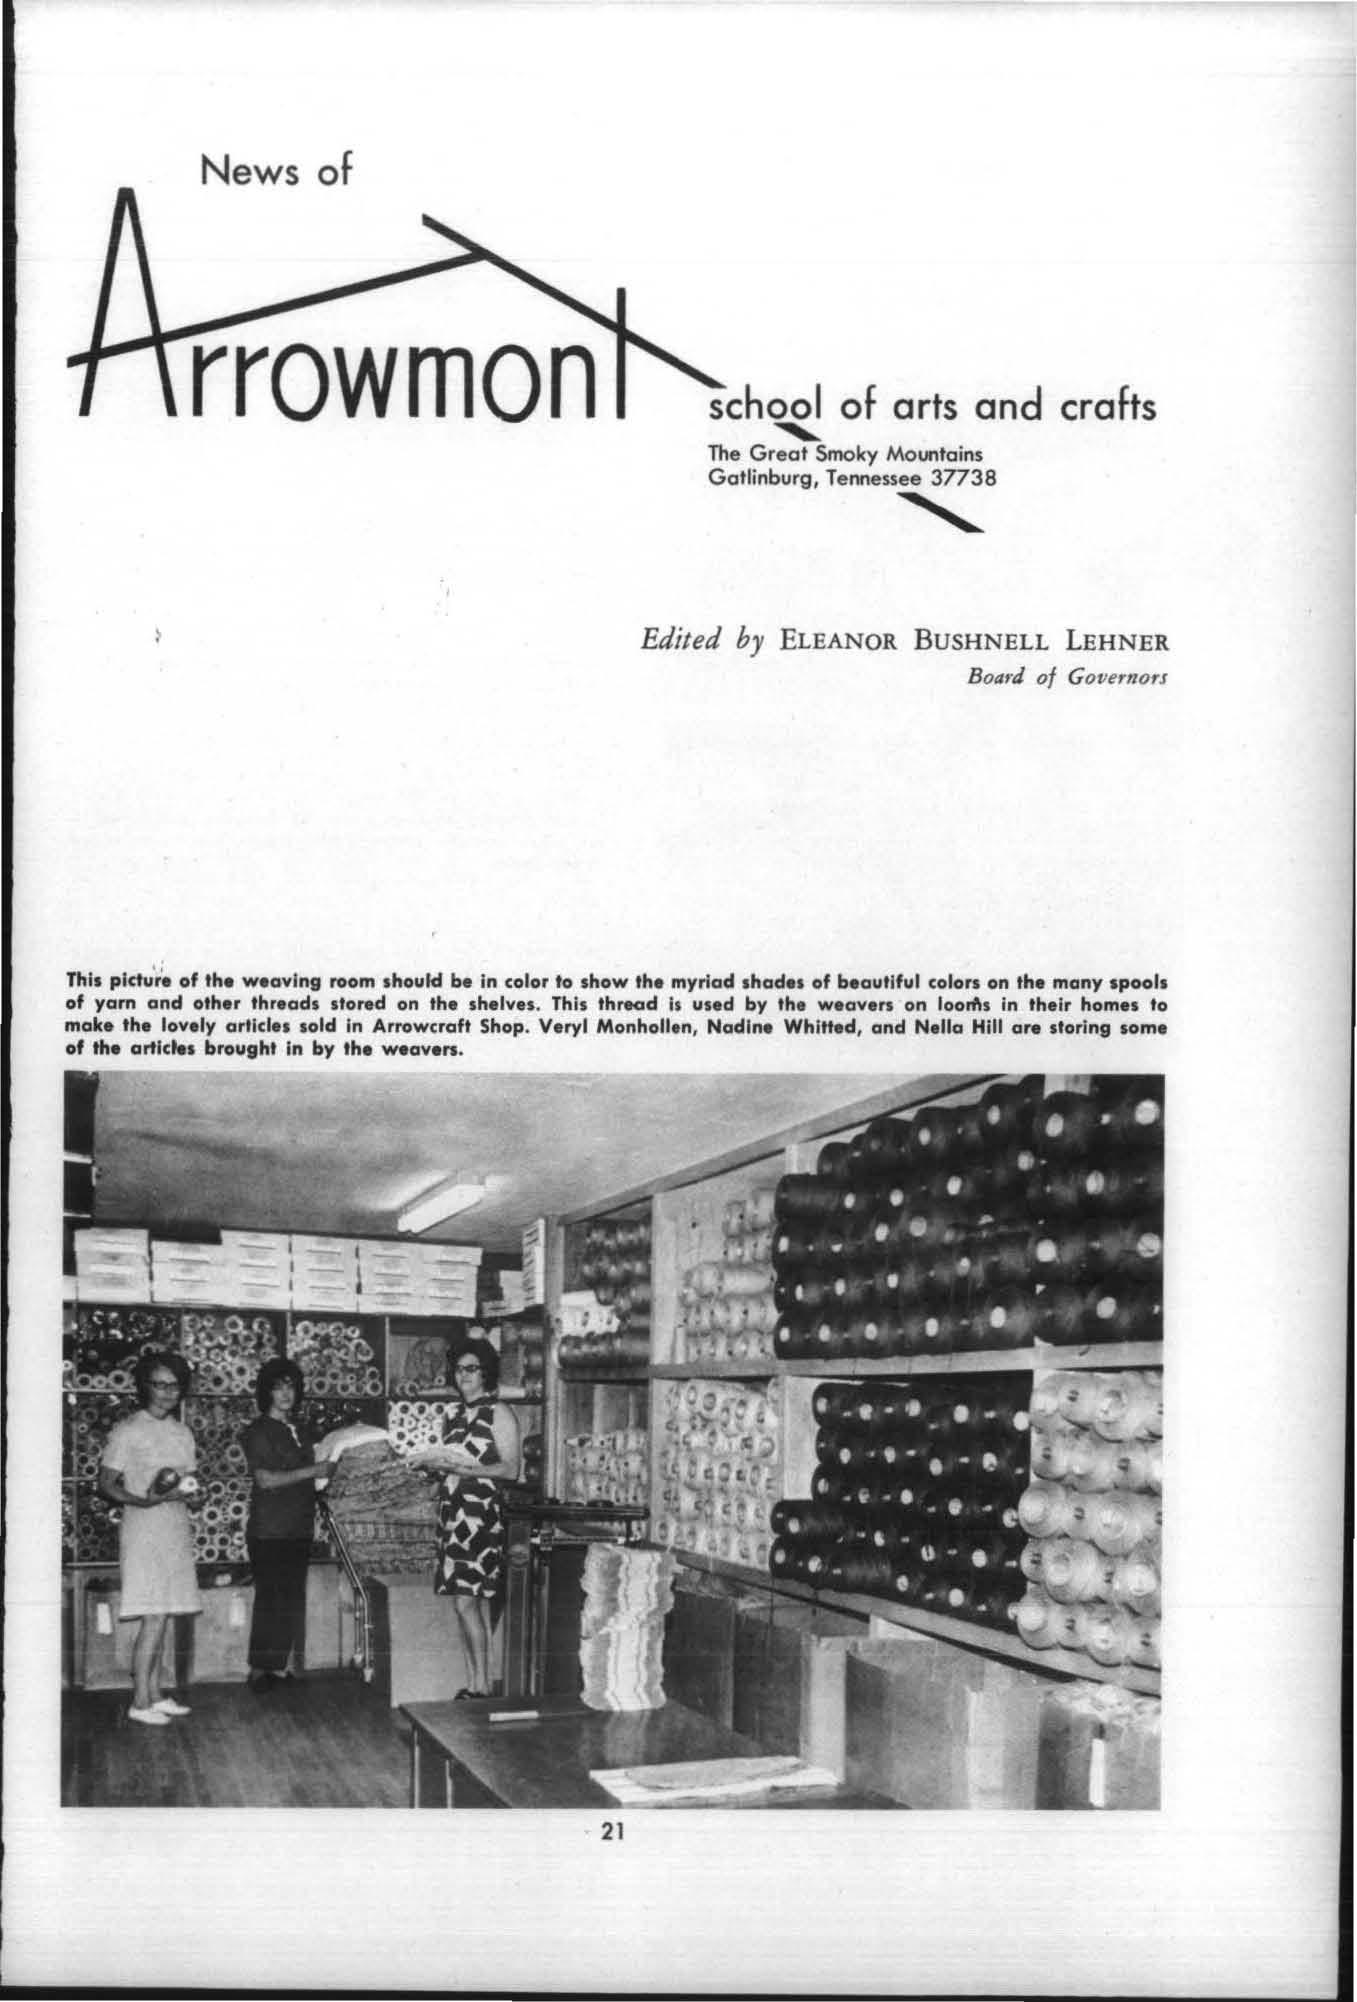 News of
Arrowmont
school of arts and crafts
The Great Smoky Mountains
Gatlinburg, Tennessee 37738
Edited by ELEANOR BUSHNELL LEHNER
Board of Governors
This picture of the weaving room should be in color to show the myriad shades of beautiful colors on the many spools
of yarn and other threads stored on the shelves. This thread is used by the weavers on looms in their homes to
make the lovely articles sold in Arrowcraft Shop. Veryl Monhollen, Nadine Whitted, and Nella Hill are storing some
of the articles brought in by the weavers.
21